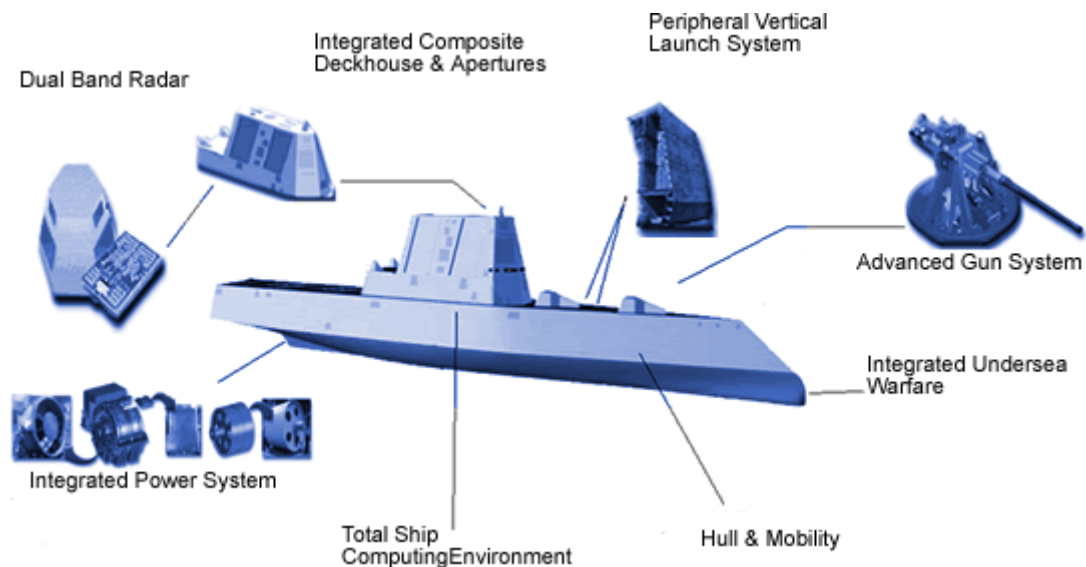 Peripheral Vertical
Launch System
Integrated Composite
Deckhouse & Apertures
Dual Band Radar
Advanced Gun System
Integrated Undersea
Warfare
Integrated Power System
Total Ship
ComputingEnvironment
Hull & Mobility